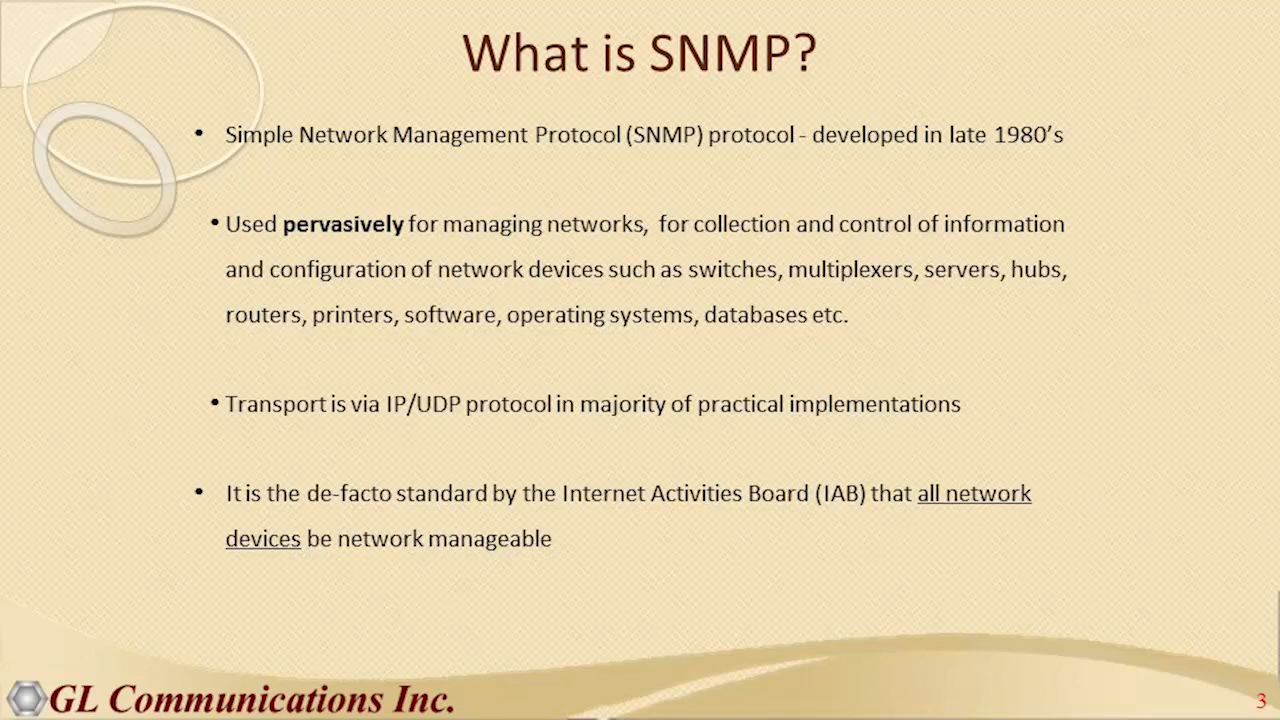 What is SNMP?
• Simple Network Management Protocol (SNMP) protocol - developed in late 1980's
• Used pervasively for managing networks, for collection and control of information
and configuration of network devices such as switches, multiplexers, servers, hubs,
routers, printers, software, operating systems, databases etc.
• Transport is via IP/UDP protocol in majority of practical implementations
• It is the de-facto standard by the Internet Activities Board (IAB) that all network
devices be network manageable
GL Communications Inc.
3